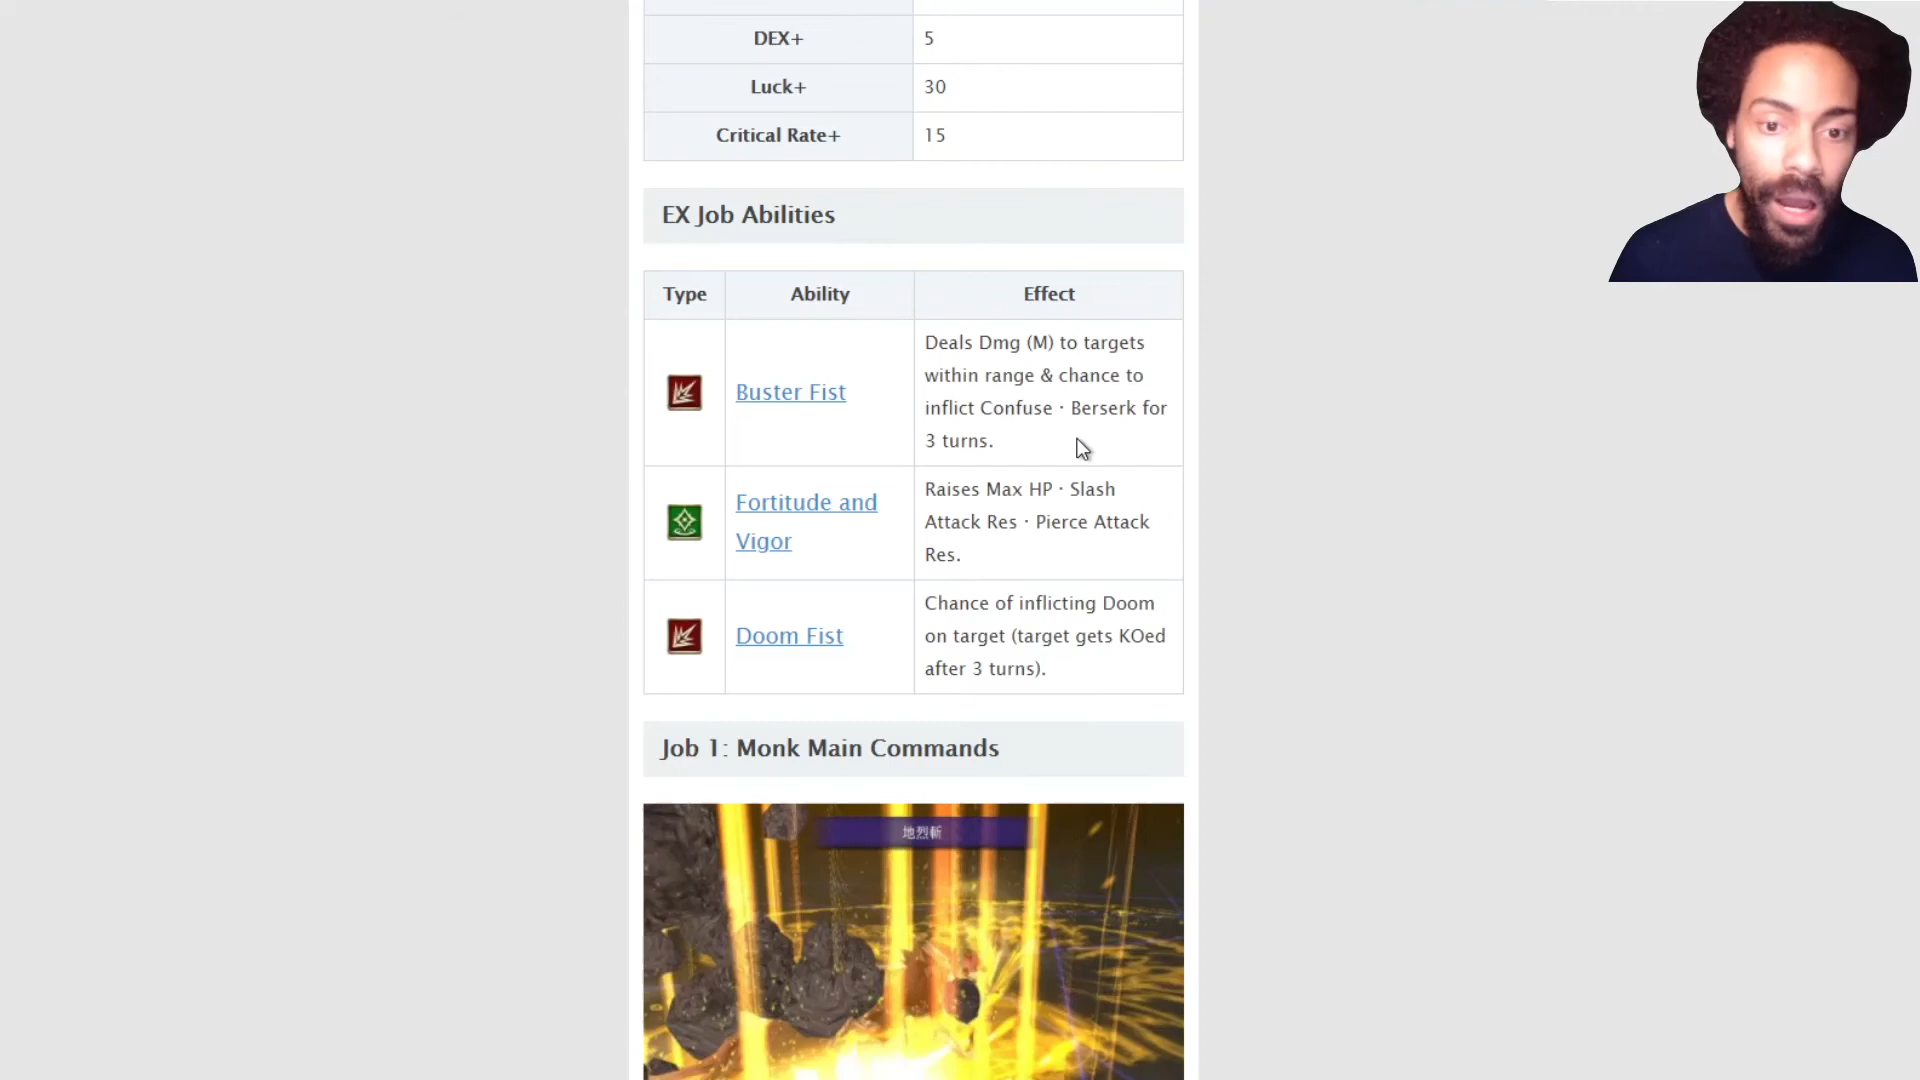 DEX+ 5
Luck+ 30
Critical Rate+ 15
EX Job Abilities
Type Ability Effect
Buster Fist
Deals Dmg (M) to targets
within range & chance to
inflict Confuse · Berserk for
3 turns.
Fortitude and
Vigor
Raises Max HP · Slash
Attack Res · Pierce Attack
Res.
Doom Fist
Chance of inflicting Doom
on target (target gets KOed
after 3 turns).
Job 1: Monk Main Commands
地烈斬